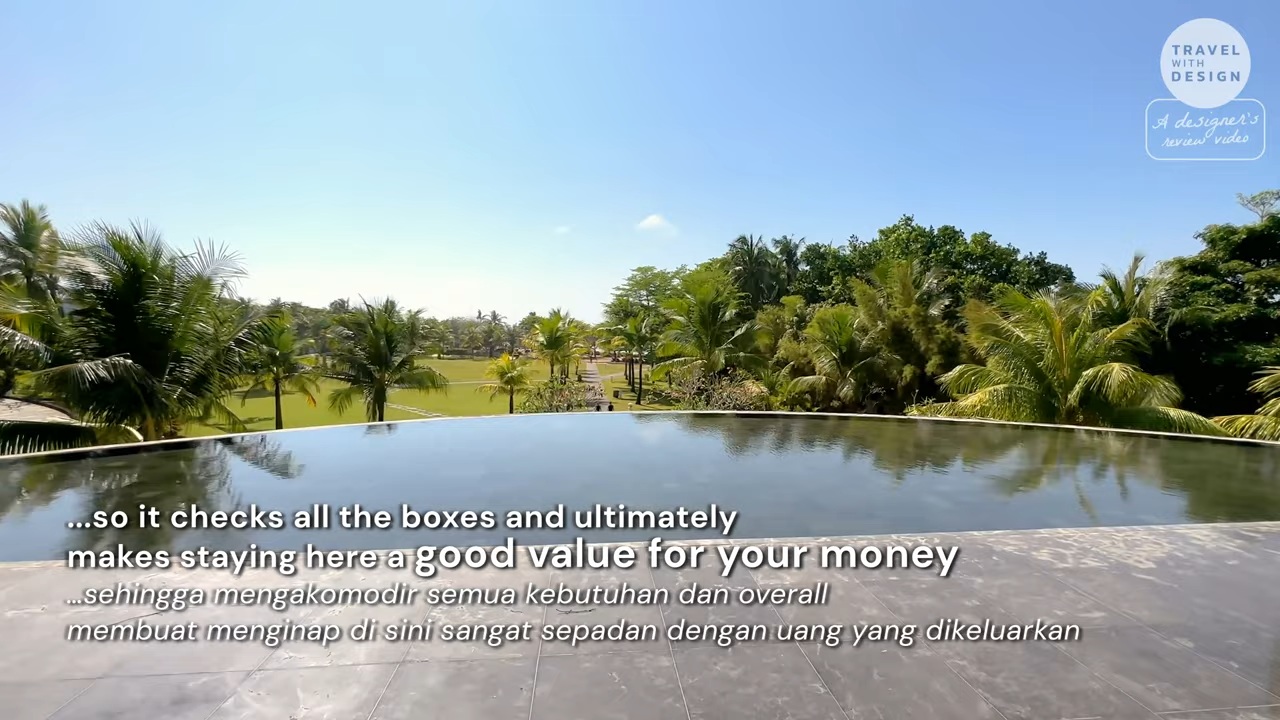 TRAVEL
WITH
DESIGN
A designer's
review video
...so it checks all the boxes and ultimately
makes staying here a good value for your money
...sehingga mengakomodir semua kebutuhan dan overall
membuat menginap di sini sangat sepadan dengan uang yang dikeluarkan